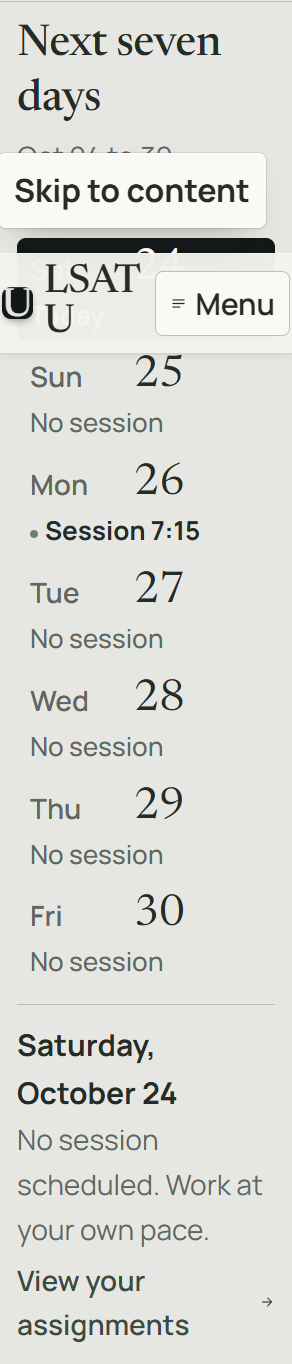 Next seven
days
Skip to content
24
LSAT
U
Menu
Today
Sun 25
No session
Mon 26
Session 7:15
Tue 27
No session
Wed 28
No session
Thu 29
No session
Fri 30
No session
Saturday,
October 24
No session
scheduled. Work at
your own pace.
View your
assignments →